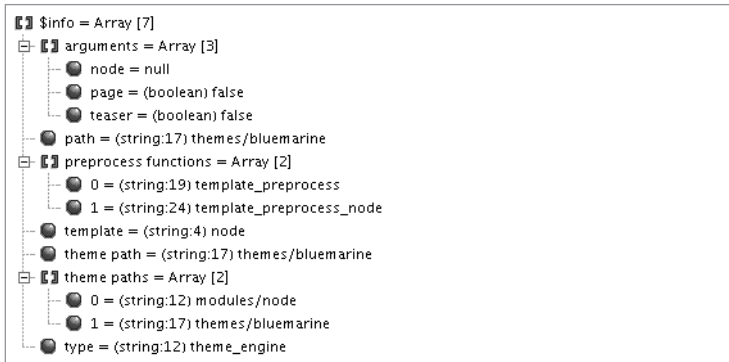 $info = Array [7]
arguments = Array [3]
node = null
page = (boolean) false
teaser = (boolean) false
path = (string:17) themes/bluemarine
preprocess functions = Array [2]
0 = (string:19) template_preprocess
1 = (string:24) template_preprocess_node
template = (string:4) node
theme path = (string:17) themes/bluemarine
theme paths = Array [2]
0 = (string:12) modules/node
1 = (string:17) themes/bluemarine
type = (string:12) theme_engine